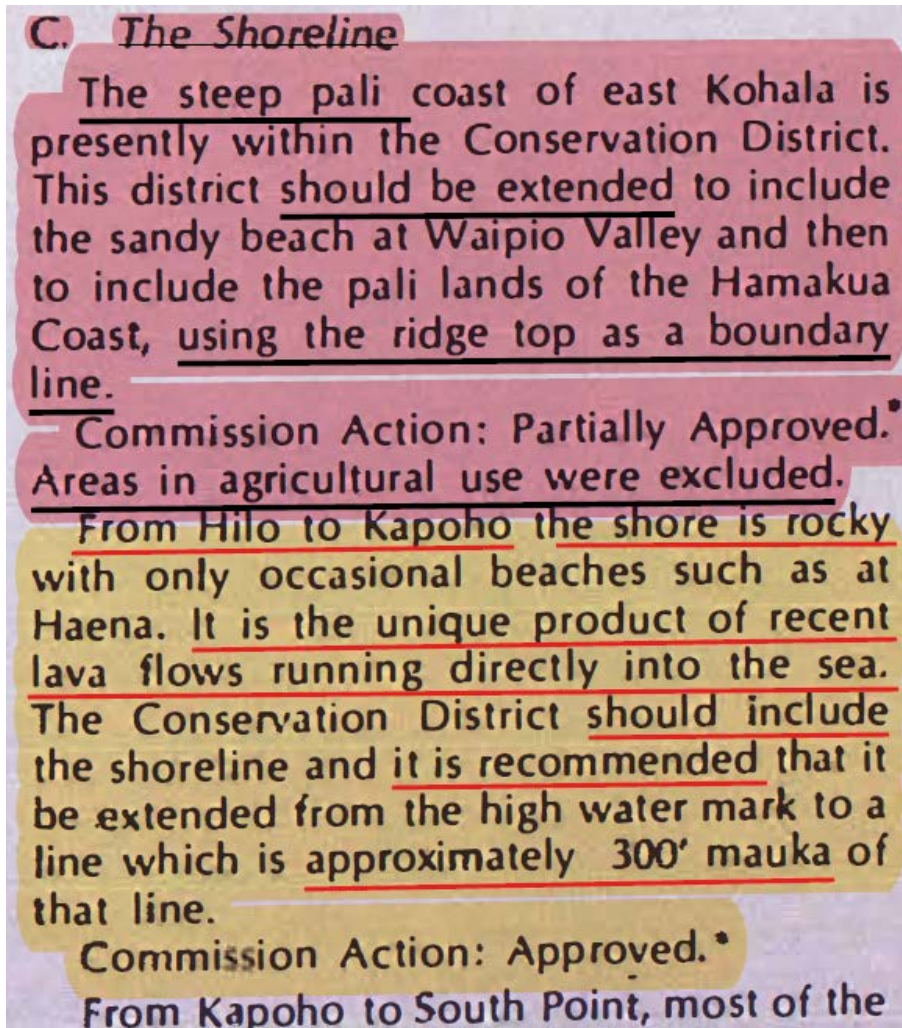 C. The Shoreline
The steep pali coast of east Kohala is
presently within the Conservation District.
This district should be extended to include
the sandy beach at Waipio Valley and then
to include the pali lands of the Hamakua
Coast, using the ridge top as a boundary
line.
Commission Action: Partially Approved.*
Areas in agricultural use were excluded.
From Hilo to Kapoho the shore is rocky
with only occasional beaches such as at
Haena. It is the unique product of recent
lava flows running directly into the sea.
The Conservation District should include
the shoreline and it is recommended that it
be extended from the high water mark to a
line which is approximately 300' mauka of
that line.
Commission Action: Approved.*
From Kapoho to South Point, most of the